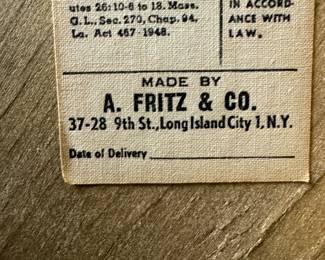 utes 26:10-6 to 18. Mass.
G.L., Sec. 270, Chap. 94.
La. Act 467-1948.
IN ACCORD-
ANCE WITH
LAW.
MADE BY
A. FRITZ & CO.
37-28 9th St., Long Island City 1, N.Y.
Date of Delivery